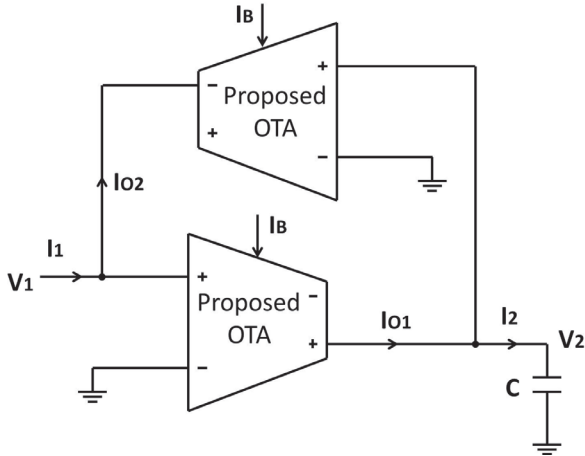 IB
+
−
Proposed
OTA
−
+
IO2
IB
I1
V1
+
−
Proposed
OTA
−
+
IO1
I2
V2
C